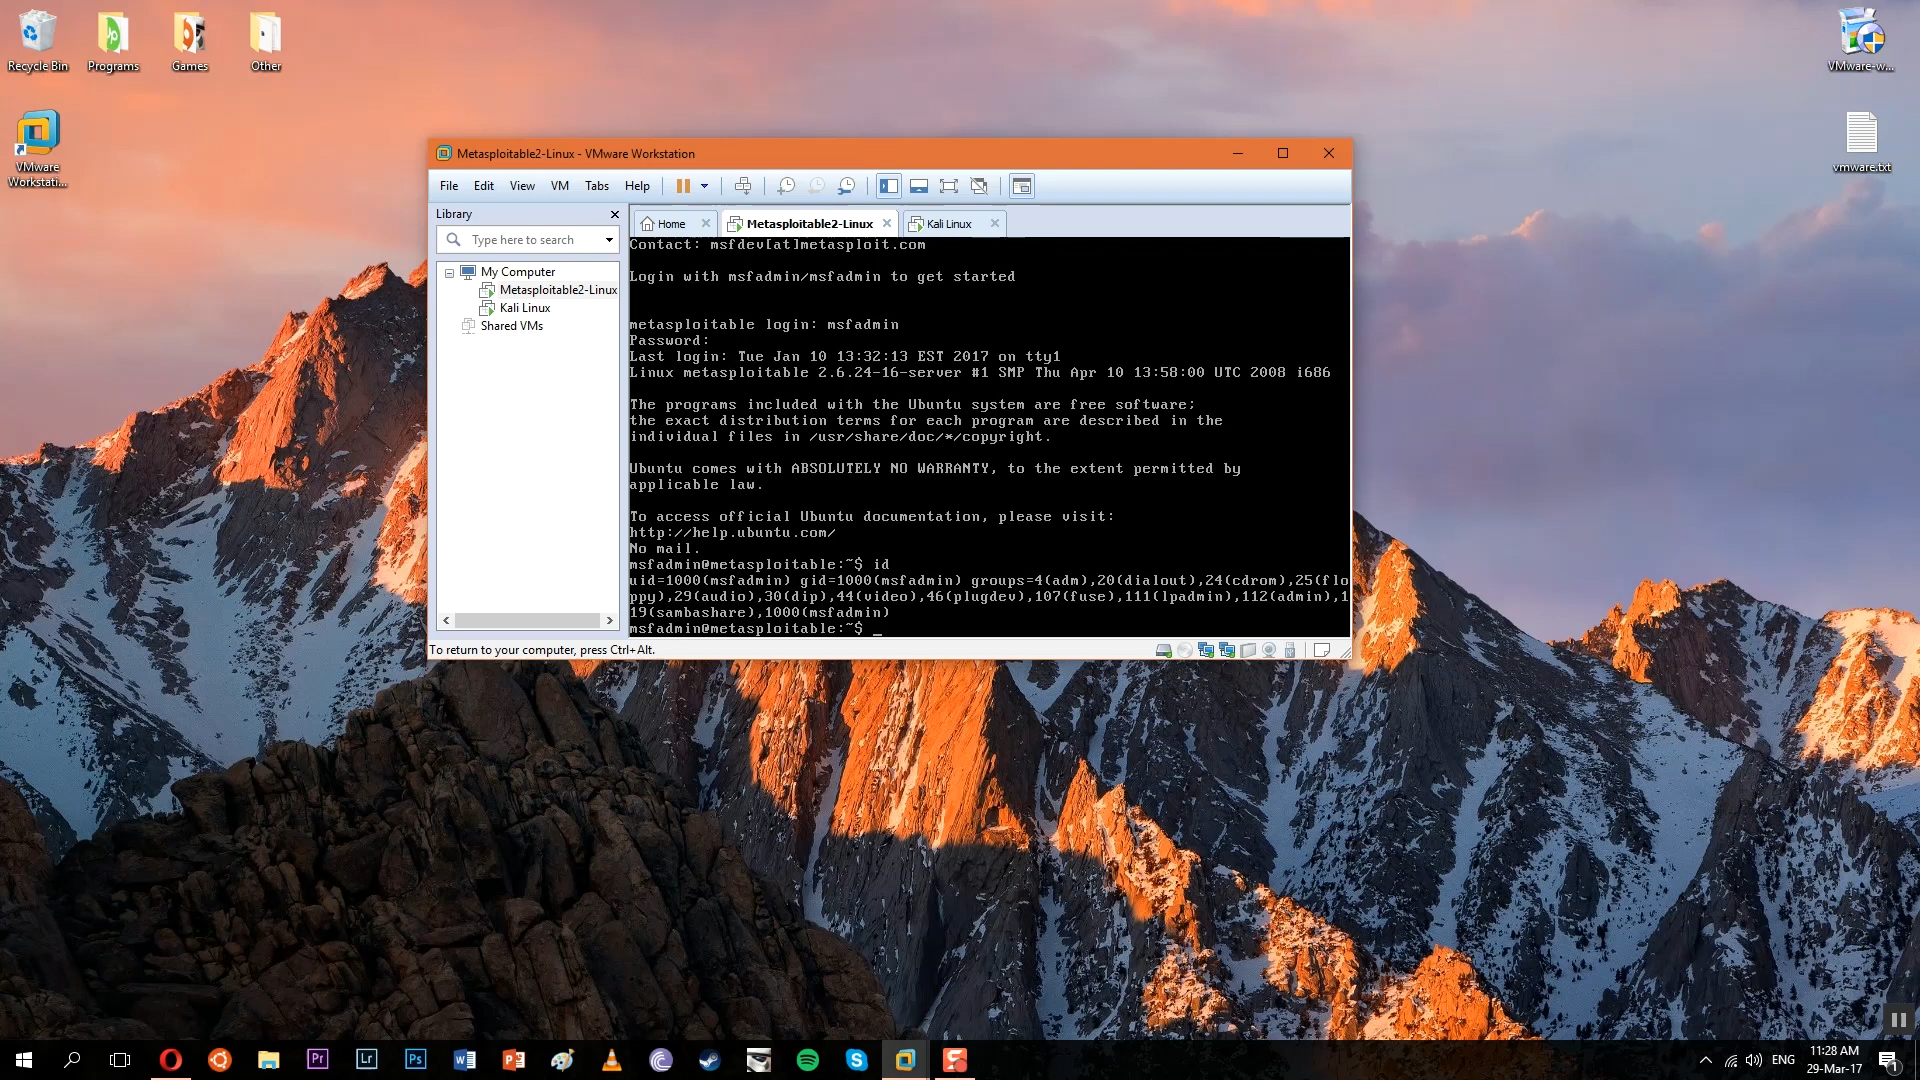 Recycle Bin
Programs
Games
Other
VMware-w...
VMware
Workstati...
vmware.txt
Metasploitable2-Linux - VMware Workstation
File Edit View VM Tabs Help
Library
Type here to search
My Computer
Metasploitable2-Linux
Kali Linux
Shared VMs
Home
Metasploitable2-Linux
Kali Linux
Contact: msfdev[at]metasploit.com
Login with msfadmin/msfadmin to get started
metasploitable login: msfadmin
Password:
Last login: Tue Jan 10 13:32:13 EST 2017 on tty1
Linux metasploitable 2.6.24-16-server #1 SMP Thu Apr 10 13:58:00 UTC 2008 i686
The programs included with the Ubuntu system are free software;
the exact distribution terms for each program are described in the
individual files in /usr/share/doc/*/copyright.
Ubuntu comes with ABSOLUTELY NO WARRANTY, to the extent permitted by
applicable law.
To access official Ubuntu documentation, please visit:
http://help.ubuntu.com/
No mail.
msfadmin@metasploitable:~$ id
uid=1000(msfadmin) gid=1000(msfadmin) groups=4(adm),20(dialout),24(cdrom),25(flo
ppy),29(audio),30(dip),44(video),46(plugdev),107(fuse),111(lpadmin),112(admin),1
19(sambashare),1000(msfadmin)
msfadmin@metasploitable:~$ _
To return to your computer, press Ctrl+Alt.
Pr
Lr
Ps
ENG
11:28 AM
29-Mar-17
1